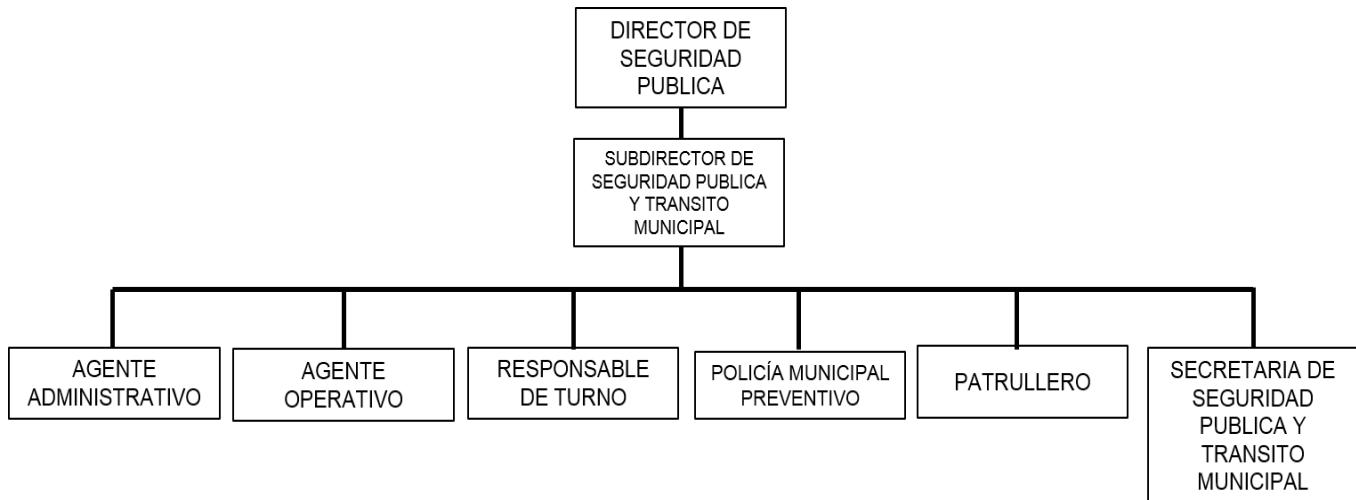 DIRECTOR DE
SEGURIDAD
PUBLICA
SUBDIRECTOR DE
SEGURIDAD PUBLICA
Y TRANSITO
MUNICIPAL
AGENTE
ADMINISTRATIVO
AGENTE
OPERATIVO
RESPONSABLE
DE TURNO
POLICÍA MUNICIPAL
PREVENTIVO
PATRULLERO
SECRETARIA DE
SEGURIDAD
PUBLICA Y
TRANSITO
MUNICIPAL